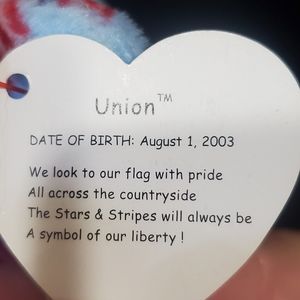 Union™
DATE OF BIRTH: August 1, 2003
We look to our flag with pride
All across the countryside
The Stars & Stripes will always be
A symbol of our liberty !